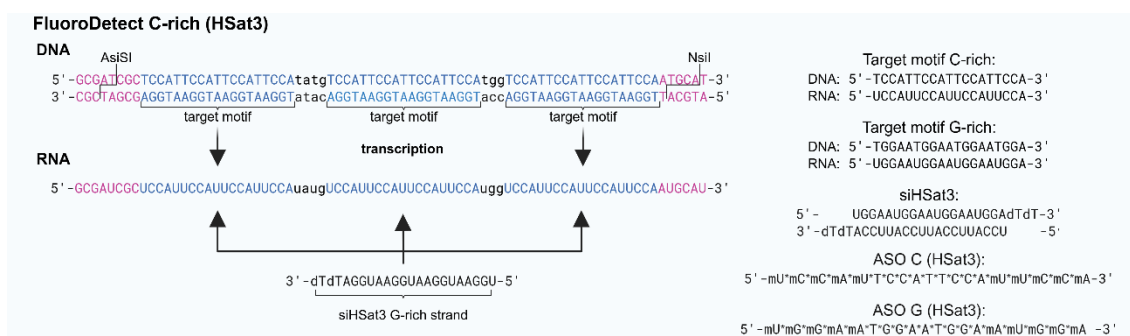 FluoroDetect C-rich (HSat3)
DNA
AsiSI
NsiI
5'-GCGATCGCTCCATTCCATTCCATTCCAtatgTCCATTCCATTCCATTCCAtggTCCATTCCATTCCATTCCAATGCAT-3'
3'-CGCTAGCGAGGTAAGGTAAGGTAAGGTatacAGGTAAGGTAAGGTAAGGTaccAGGTAAGGTAAGGTAAGGTTACGTA-5'
target motif target motif target motif
transcription
RNA
5'-GCGAUCGCUCCAUUCCAUUCCAUUCCAuaugUCCAUUCCAUUCCAUUCCAuggUCCAUUCCAUUCCAUUCCAAUGCAU-3'
3'-dTdTAGGUAAGGUAAGGUAAGGU-5'
siHSat3 G-rich strand
Target motif C-rich:
DNA: 5'-TCCATTCCATTCCATTCCA-3'
RNA: 5'-UCCAUUCCAUUCCAUUCCA-3'
Target motif G-rich:
DNA: 5'-TGGAATGGAATGGAATGGA-3'
RNA: 5'-UGGAAUGGAAUGGAAUGGA-3'
siHSat3:
5'- UGGAAUGGAAUGGAAUGGAdTdT-3'
3'-dTdTACCUUACCUUACCUUACCU -5'
ASO C (HSat3):
5'-mU*mC*mC*mA*mU*T*C*C*A*T*T*C*C*A*mU*mU*mC*mC*mA-3'
ASO G (HSat3):
5'-mU*mG*mG*mA*mA*T*G*G*A*A*T*G*G*A*mA*mU*mG*mG*mA -3'